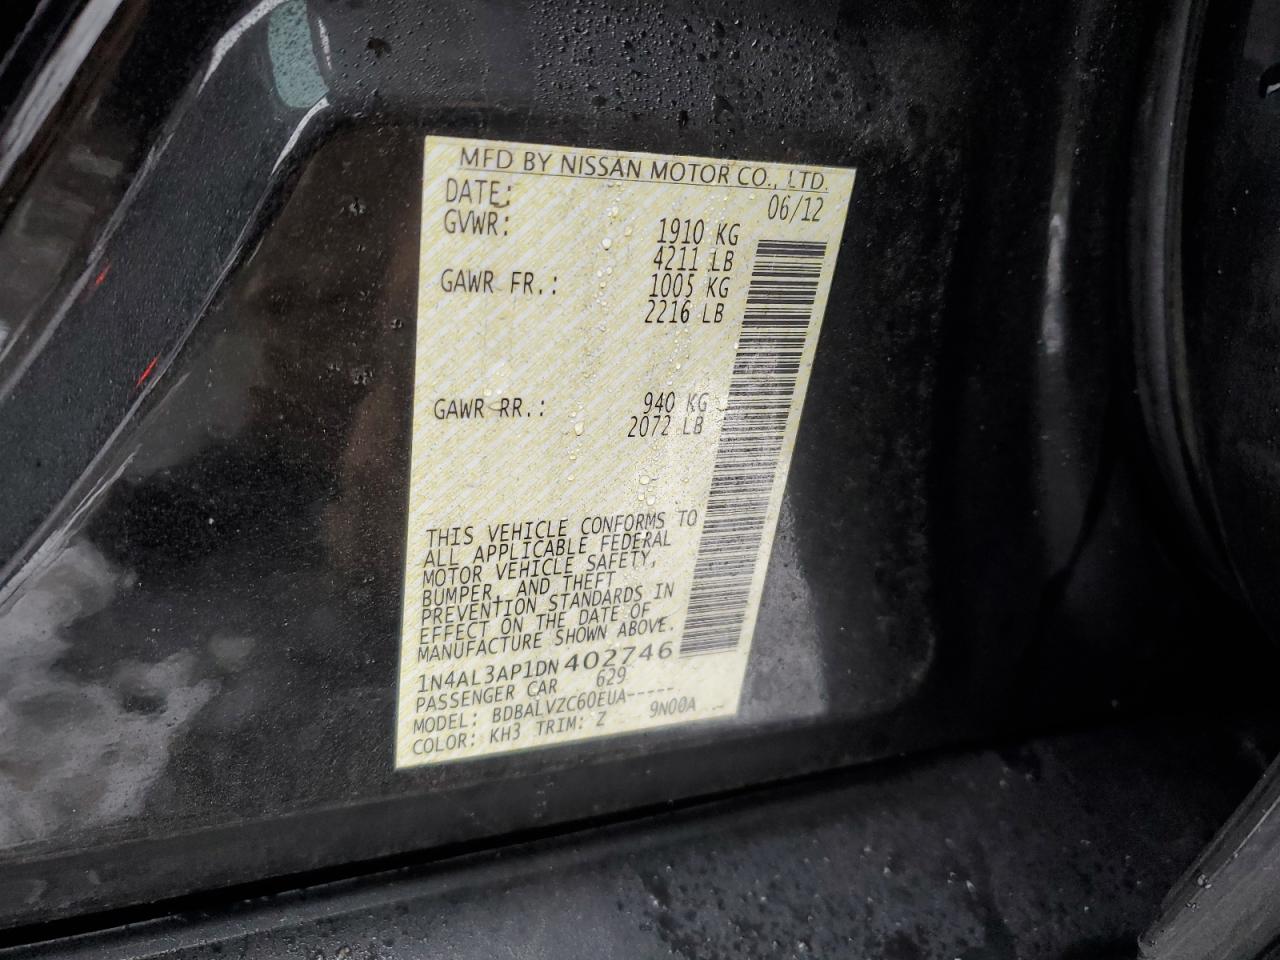 MFD BY NISSAN MOTOR CO., LTD.
DATE: 06/12
GVWR: 1910 KG
4211 LB
GAWR FR.: 1005 KG
2216 LB
GAWR RR.: 940 KG
2072 LB
THIS VEHICLE CONFORMS TO
ALL APPLICABLE FEDERAL
MOTOR VEHICLE SAFETY,
BUMPER, AND THEFT
PREVENTION STANDARDS IN
EFFECT ON THE DATE OF
MANUFACTURE SHOWN ABOVE.
1N4AL3AP1DN402746
PASSENGER CAR 629
MODEL: BDBALVZC60EUA-----
COLOR: KH3 TRIM: Z 9N00A